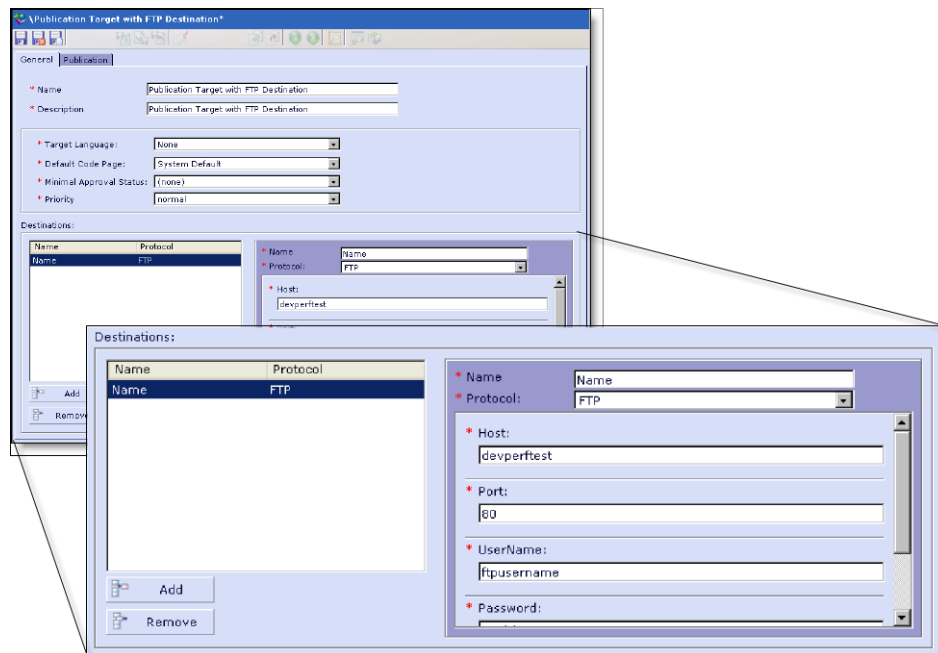 \Publication Target with FTP Destination*
General Publication
* Name Publication Target with FTP Destination
* Description Publication Target with FTP Destination
* Target Language: None
* Default Code Page: System Default
* Minimal Approval Status: (none)
* Priority normal
Destinations:
Name Protocol
Name FTP
* Name Name
* Protocol: FTP
* Host:
devperftest
Add
Remove
Destinations:
Name Protocol
Name FTP
Add
Remove
* Name Name
* Protocol: FTP
* Host:
devperftest
* Port:
80
* UserName:
ftpusername
* Password: